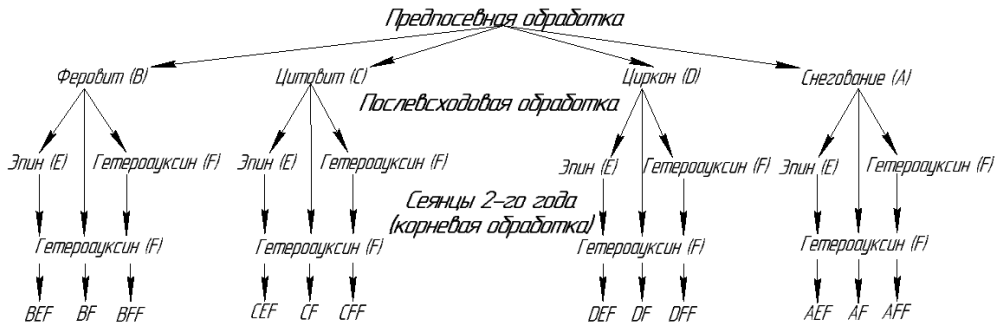 Предпосевная обработка
Феровит (B) Цитовит (C) Циркон (D) Снегование (A)
Послевсходовая обработка
Эпин (E) Гетероауксин (F) Эпин (E) Гетероауксин (F) Эпин (E) Гетероауксин (F) Эпин (E) Гетероауксин (F)
Сеянцы 2-го года
(корневая обработка)
Гетероауксин (F) Гетероауксин (F) Гетероауксин (F) Гетероауксин (F)
BEF BF BFF CEF CF CFF DEF DF DFF AEF AF AFF